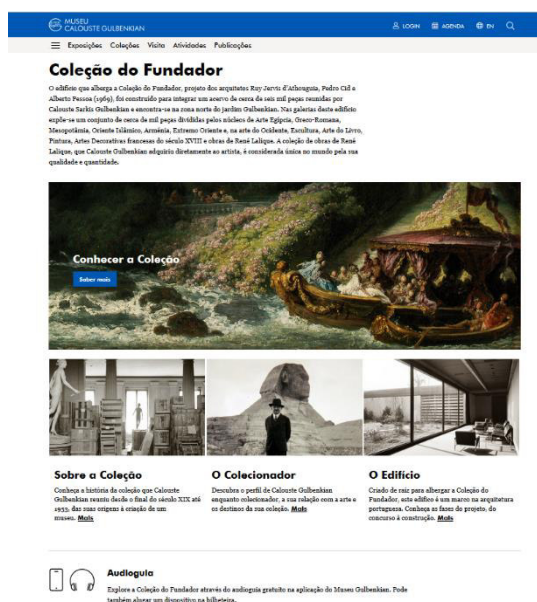 MUSEU
CALOUSTE GULBENKIAN
LOGIN
AGENDA
EN
Exposições Coleções Visita Atividades Publicações
Coleção do Fundador
O edifício que alberga a Coleção do Fundador, projeto dos arquitetos Ruy Jervis d'Athouguia, Pedro Cid e
Alberto Pessoa (1969), foi construído para integrar um acervo de cerca de seis mil peças reunidas por
Calouste Sarkis Gulbenkian e encontra-se na zona norte do jardim Gulbenkian. Nas galerias deste edifício
expõe-se um conjunto de cerca de mil peças divididas pelos núcleos de Arte Egípcia, Greco-Romana,
Mesopotâmia, Oriente Islâmico, Arménia, Extremo Oriente e, na arte do Ocidente, Escultura, Arte do Livro,
Pintura, Artes Decorativas francesas do século XVIII e obras de René Lalique. A coleção de obras de René
Lalique, que Calouste Gulbenkian adquiriu diretamente ao artista, é considerada única no mundo pela sua
qualidade e quantidade.
Conhecer a Coleção
Saber mais
Sobre a Coleção
Conheça a história da coleção que Calouste
Gulbenkian reuniu desde o final do século XIX até
1953, das suas origens à criação de um
museu. Mais
O Colecionador
Descubra o perfil de Calouste Gulbenkian
enquanto colecionador, a sua relação com a arte e
os destinos da sua coleção. Mais
O Edifício
Criado de raiz para albergar a Coleção do
Fundador, este edifício é um marco na arquitetura
portuguesa. Conheça as fases do projeto, do
concurso à construção. Mais
Audioguia
Explore a Coleção do Fundador através do audioguia gratuito na aplicação do Museu Gulbenkian. Pode
também alugar um dispositivo na bilheteira.